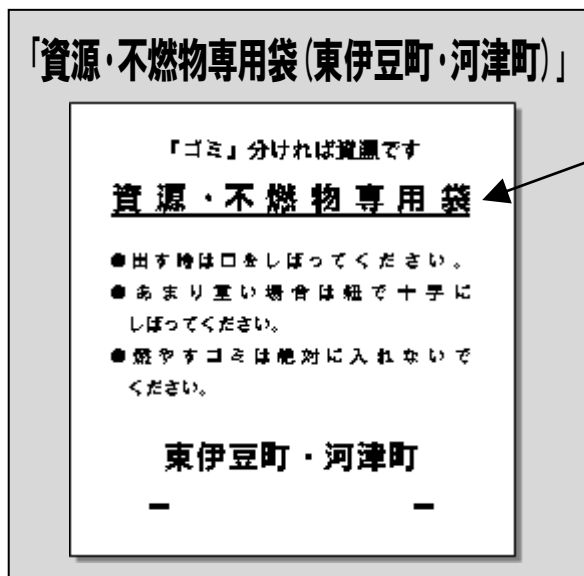 「資源・不燃物専用袋(東伊豆町・河津町)」
「ゴミ」分ければ資源です
資源・不燃物専用袋
●出す時は口をしばってください。
●あまり重い場合は紐で十字に
しばってください。
●燃やすゴミは絶対に入れないで
ください。
東伊豆町・河津町